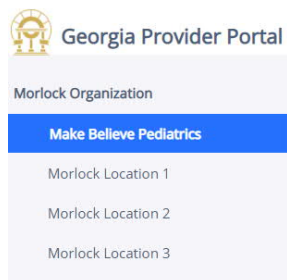 Georgia Provider Portal
Morlock Organization
Make Believe Pediatrics
Morlock Location 1
Morlock Location 2
Morlock Location 3